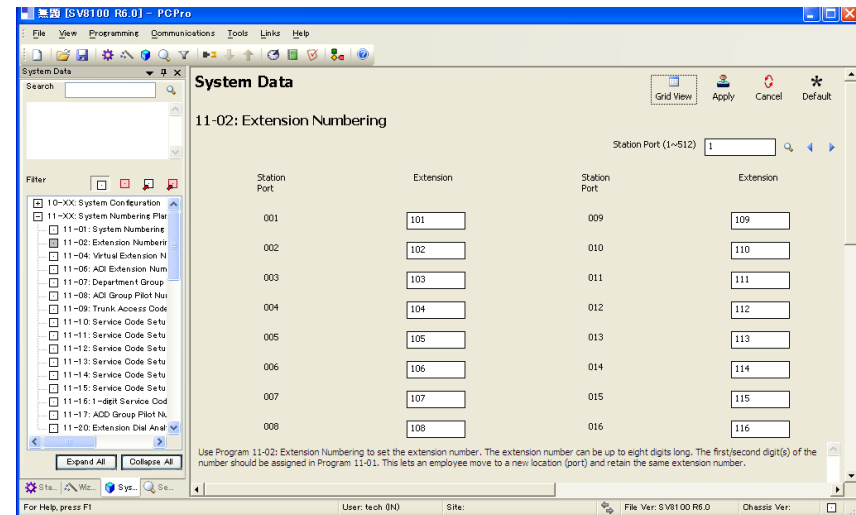 無題 [SV8100 R6.0] - PCPro
File View Programming Communications Tools Links Help
System Data
Search
Filter
10-XX: System Configuration
11-XX: System Numbering Plan
11-01: System Numbering
11-02: Extension Numberin
11-04: Virtual Extension N
11-06: ACI Extension Num
11-07: Department Group
11-08: ACI Group Pilot Nu
11-09: Trunk Access Code
11-10: Service Code Setu
11-11: Service Code Setu
11-12: Service Code Setu
11-13: Service Code Setu
11-14: Service Code Setu
11-15: Service Code Setu
11-16: 1-digit Service Cod
11-17: ACD Group Pilot Nu
11-20: Extension Dial Anal
Expand All Collapse All
Sta... Wiz... Sys... Se...
System Data
Grid View Apply Cancel Default
11-02: Extension Numbering
Station Port (1~512) 1
Station Port Extension Station Port Extension
001 101 009 109
002 102 010 110
003 103 011 111
004 104 012 112
005 105 013 113
006 106 014 114
007 107 015 115
008 108 016 116
Use Program 11-02: Extension Numbering to set the extension number. The extension number can be up to eight digits long. The first/second digit(s) of the
number should be assigned in Program 11-01. This lets an employee move to a new location (port) and retain the same extension number.
For Help, press F1 User: tech (IN) Site: File Ver: SV8100 R6.0 Chassis Ver: